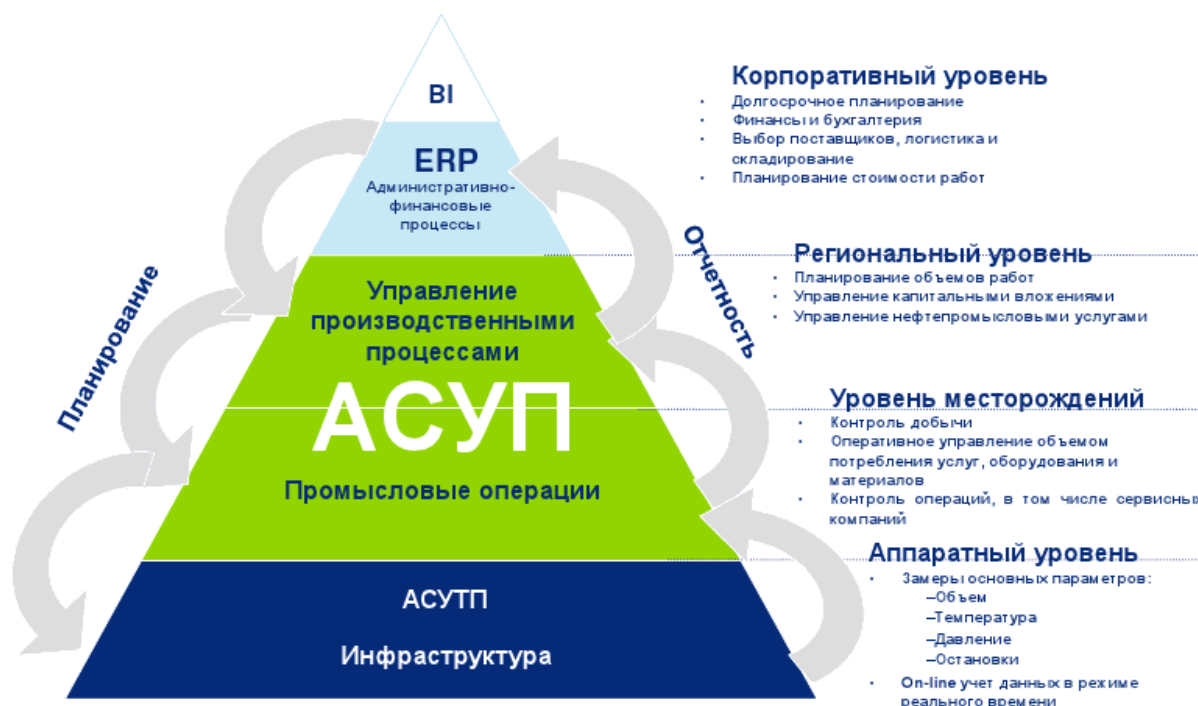 BI
ERP
Административно-
финансовые
процессы
Управление
производственными
процессами
АСУП
Промысловые операции
АСУТП
Инфраструктура
Планирование
Отчетность
Корпоративный уровень
• Долгосрочное планирование
• Финансы и бухгалтерия
• Выбор поставщиков, логистика и
складирование
• Планирование стоимости работ
Региональный уровень
• Планирование объемов работ
• Управление капитальными вложениями
• Управление нефтепромысловыми услугами
Уровень месторождений
• Контроль добычи
• Оперативное управление объемом
потребления услуг, оборудования и
материалов
• Контроль операций, в том числе сервисных
компаний
Аппаратный уровень
• Замеры основных параметров:
–Объем
–Температура
–Давление
–Остановки
• On-line учет данных в режиме
реального времени